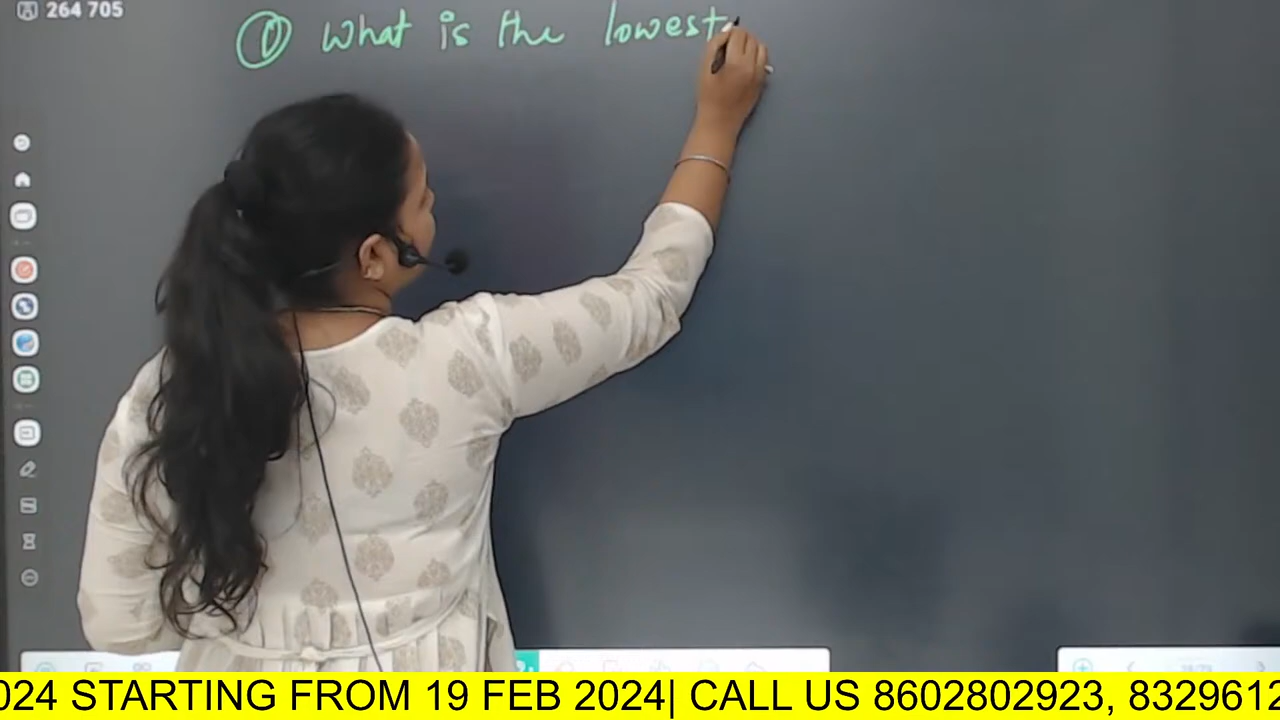 264 705
① What is the lowest
024 STARTING FROM 19 FEB 2024| CALL US 8602802923, 8329612